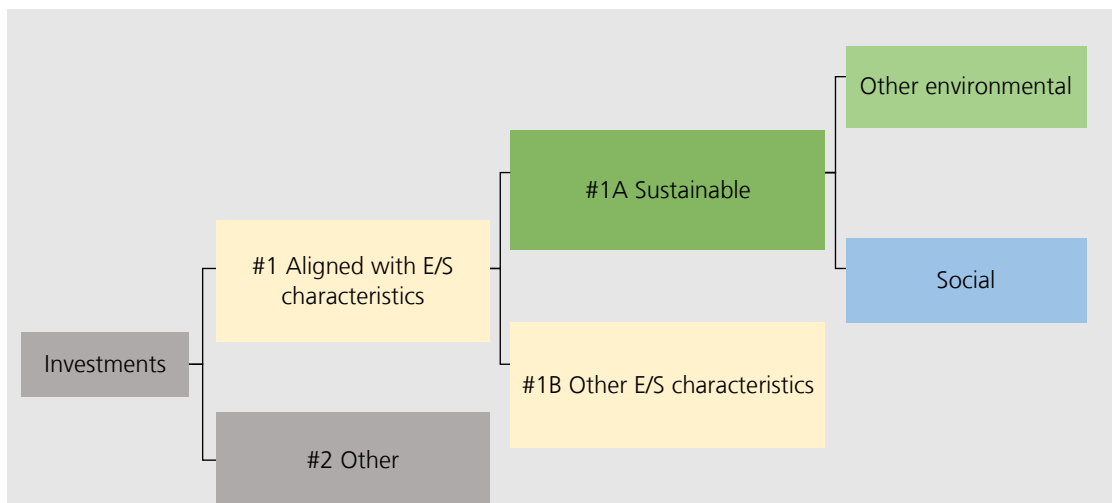 Investments
#1 Aligned with E/S
characteristics
#2 Other
#1A Sustainable
#1B Other E/S characteristics
Other environmental
Social